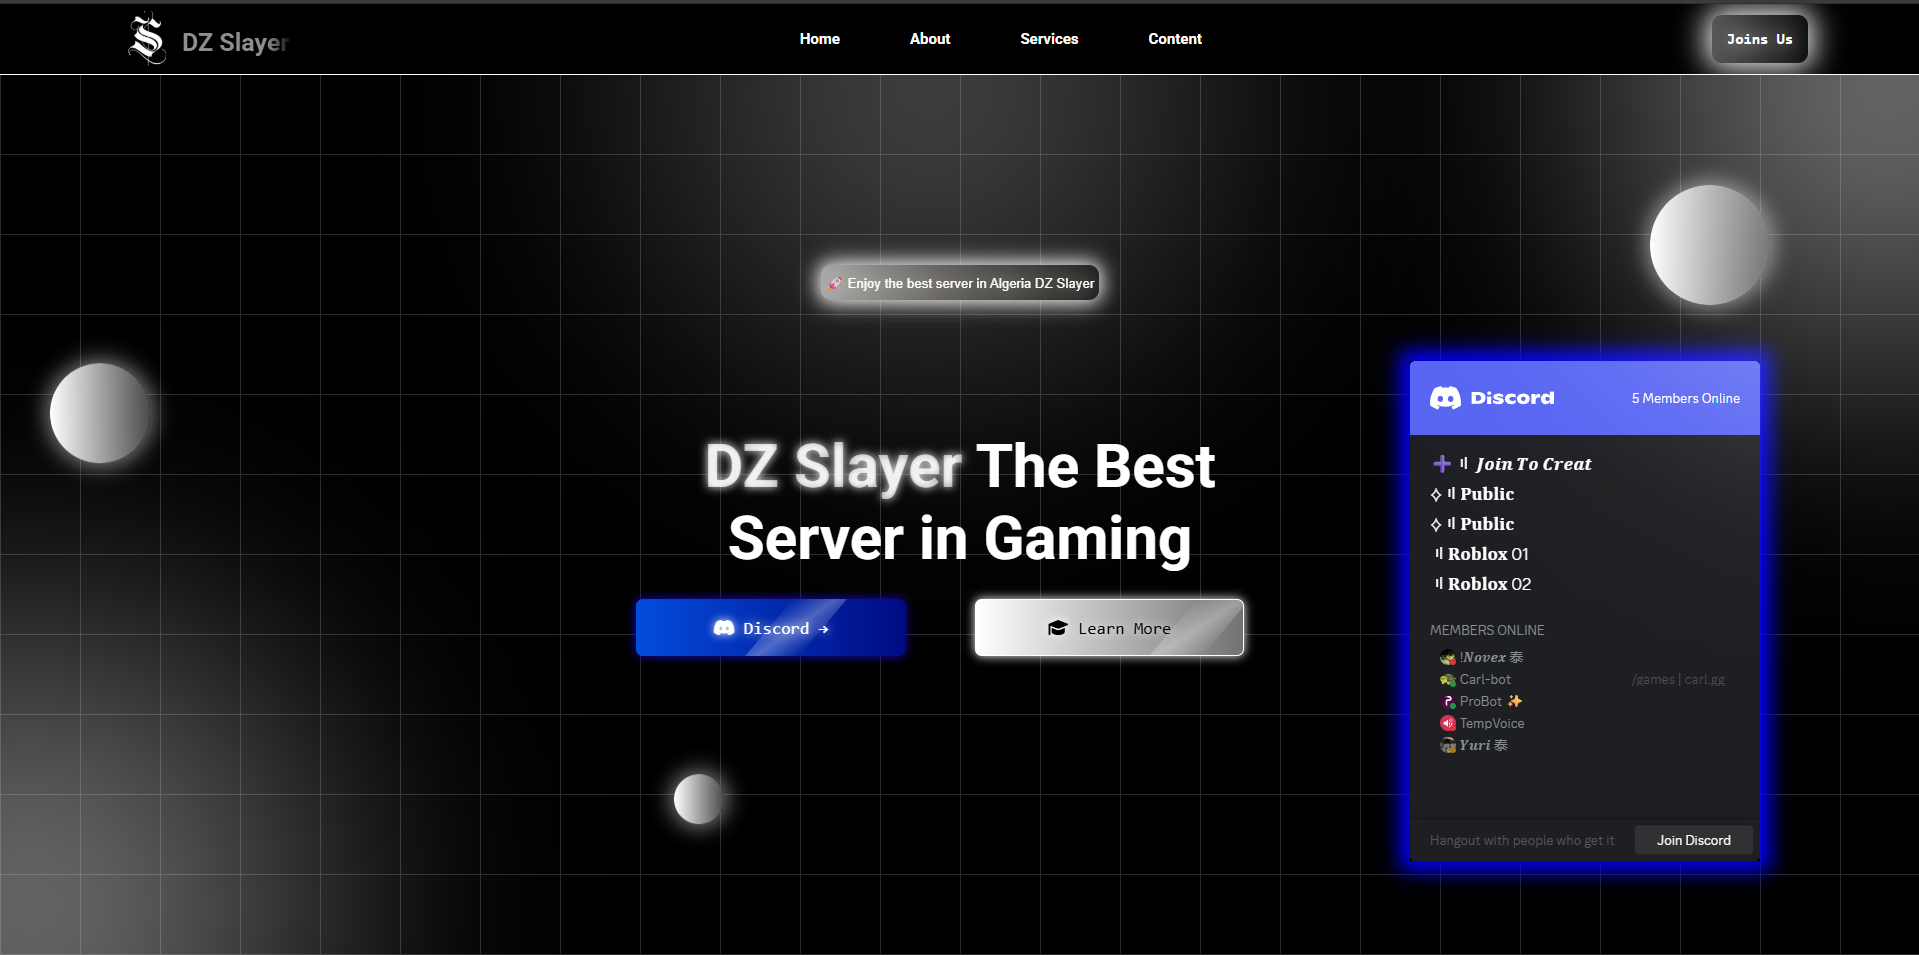 DZ Slayer
Home
About
Services
Content
Joins Us
🚀 Enjoy the best server in Algeria DZ Slayer
DZ Slayer The Best
Server in Gaming
Discord →
Learn More
Discord
5 Members Online
Join To Creat
Public
Public
Roblox 01
Roblox 02
MEMBERS ONLINE
!Novex 泰
Carl-bot
/games | carl.gg
ProBot ✨
TempVoice
Yuri 泰
Hangout with people who get it
Join Discord